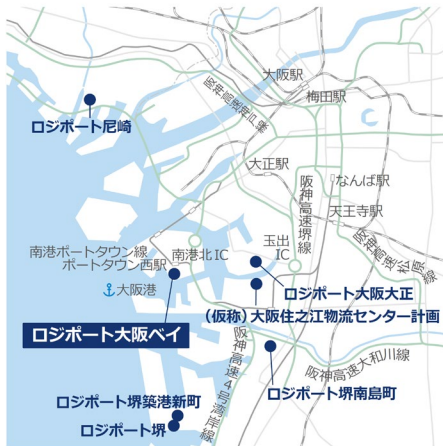 大阪駅
梅田駅
阪神高速神戸線
ロジポート尼崎
大正駅
阪神高速堺線
なんば駅
天王寺駅
阪神高速松原線
南港ポートタウン線
ポートタウン西駅
南港北IC
玉出
IC
大阪港
ロジポート大阪大正
(仮称)大阪住之江物流センター計画
ロジポート大阪ベイ
阪神高速4号湾岸線
阪神高速大和川線
ロジポート堺南島町
ロジポート堺築港新町
ロジポート堺